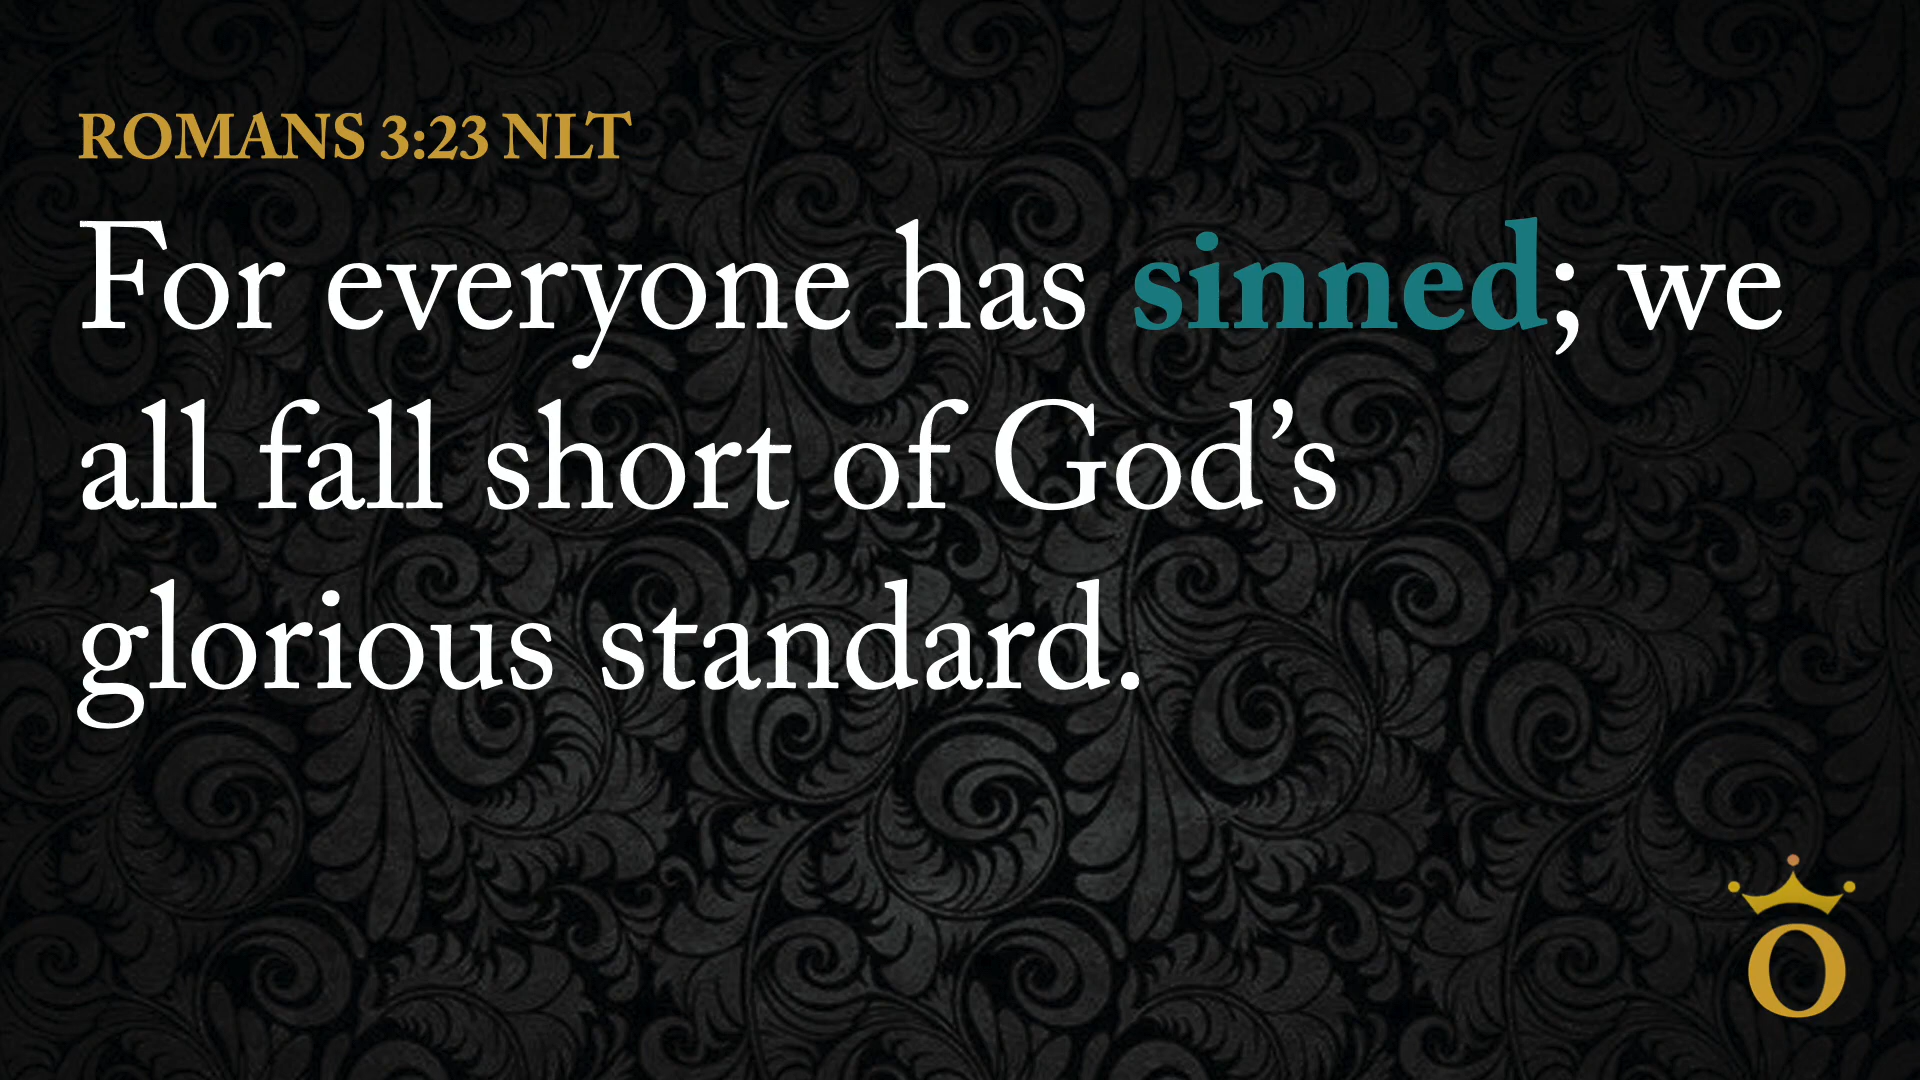 ROMANS 3:23 NLT
For everyone has sinned; we
all fall short of God’s
glorious standard.
O